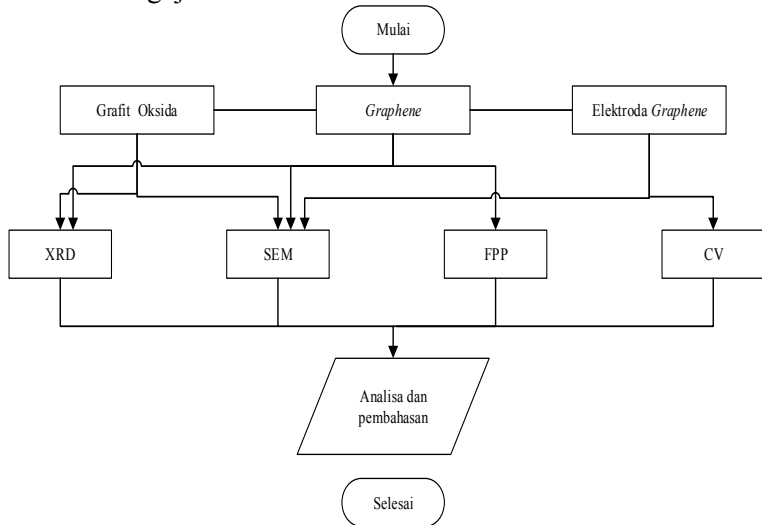 Mulai
Grafit Oksida
Graphene
Elektroda Graphene
XRD
SEM
FPP
CV
Analisa dan
pembahasan
Selesai